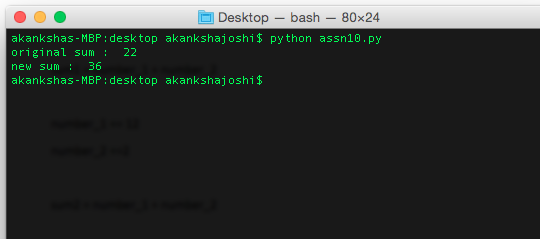 Desktop — bash — 80×24
akankshas-MBP:desktop akankshajoshi$ python assn10.py
original sum :  22
new sum :  36
akankshas-MBP:desktop akankshajoshi$